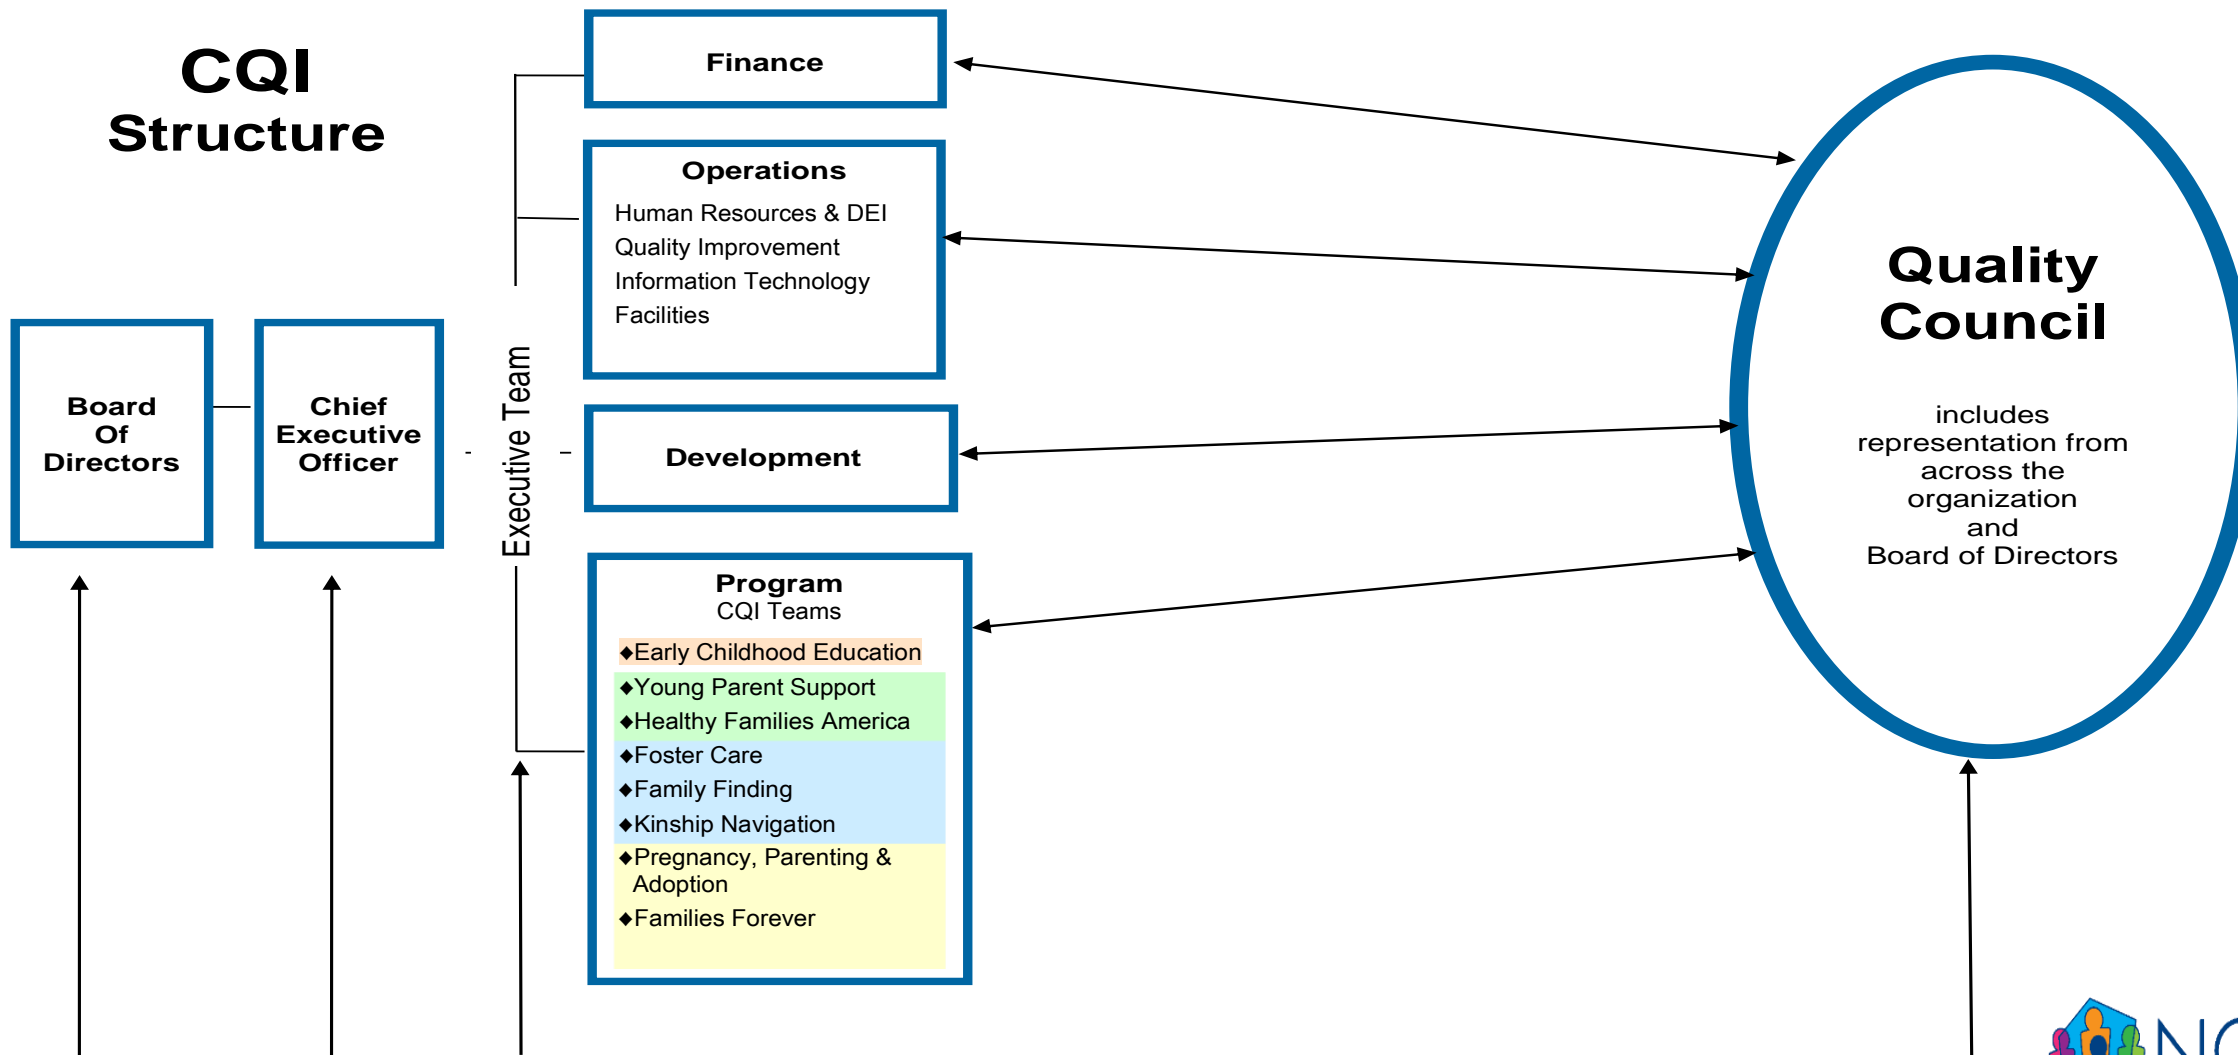 CQI
Structure
Finance
Operations
Human Resources & DEI
Quality Improvement
Information Technology
Facilities
Board
Of
Directors
Chief
Executive
Officer
Executive Team
Development
Program
CQI Teams
◆Early Childhood Education
◆Young Parent Support
◆Healthy Families America
◆Foster Care
◆Family Finding
◆Kinship Navigation
◆Pregnancy, Parenting &
Adoption
◆Families Forever
Quality
Council
includes
representation from
across the
organization
and
Board of Directors